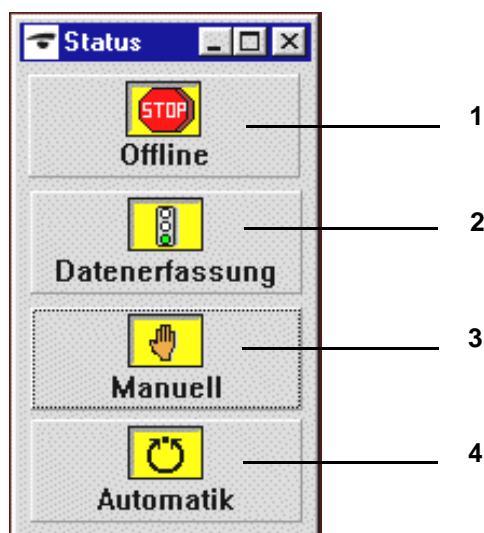 Status
1
STOP
Offline
2
Datenerfassung
3
Manuell
4
Automatik